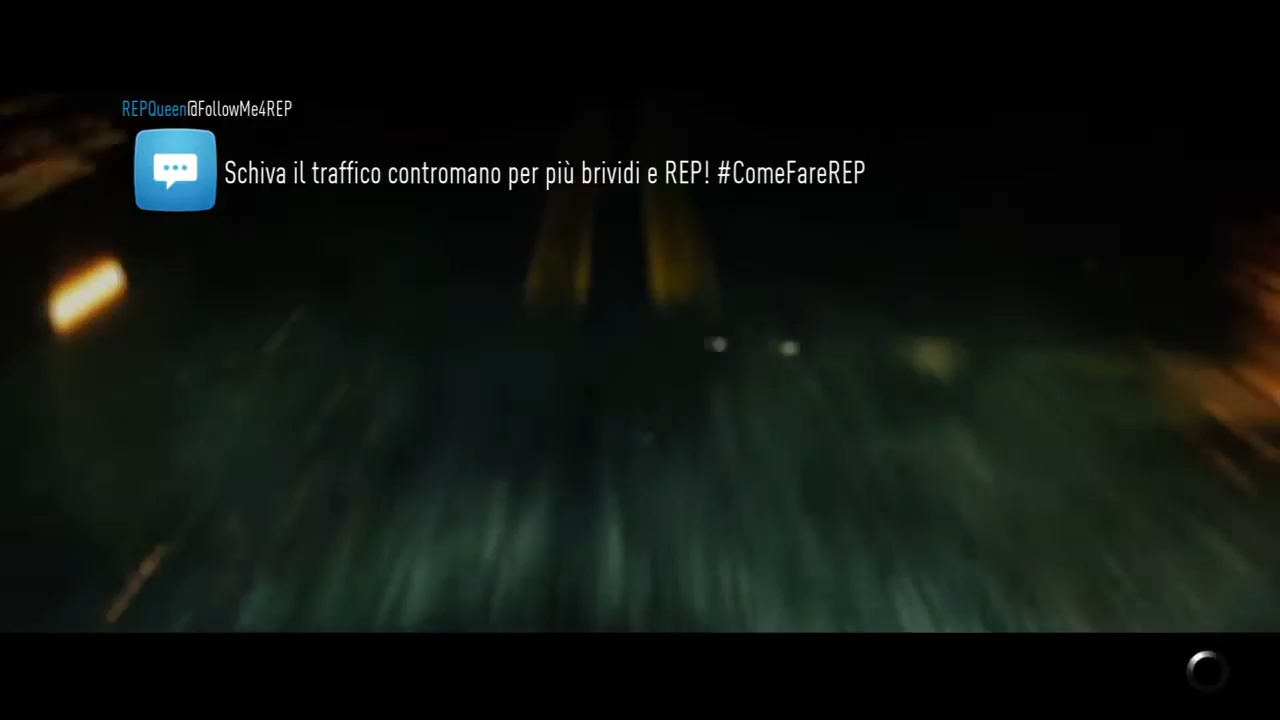 REPQueen@FollowMe4REP
Schiva il traffico contromano per più brividi e REP! #ComeFareREP